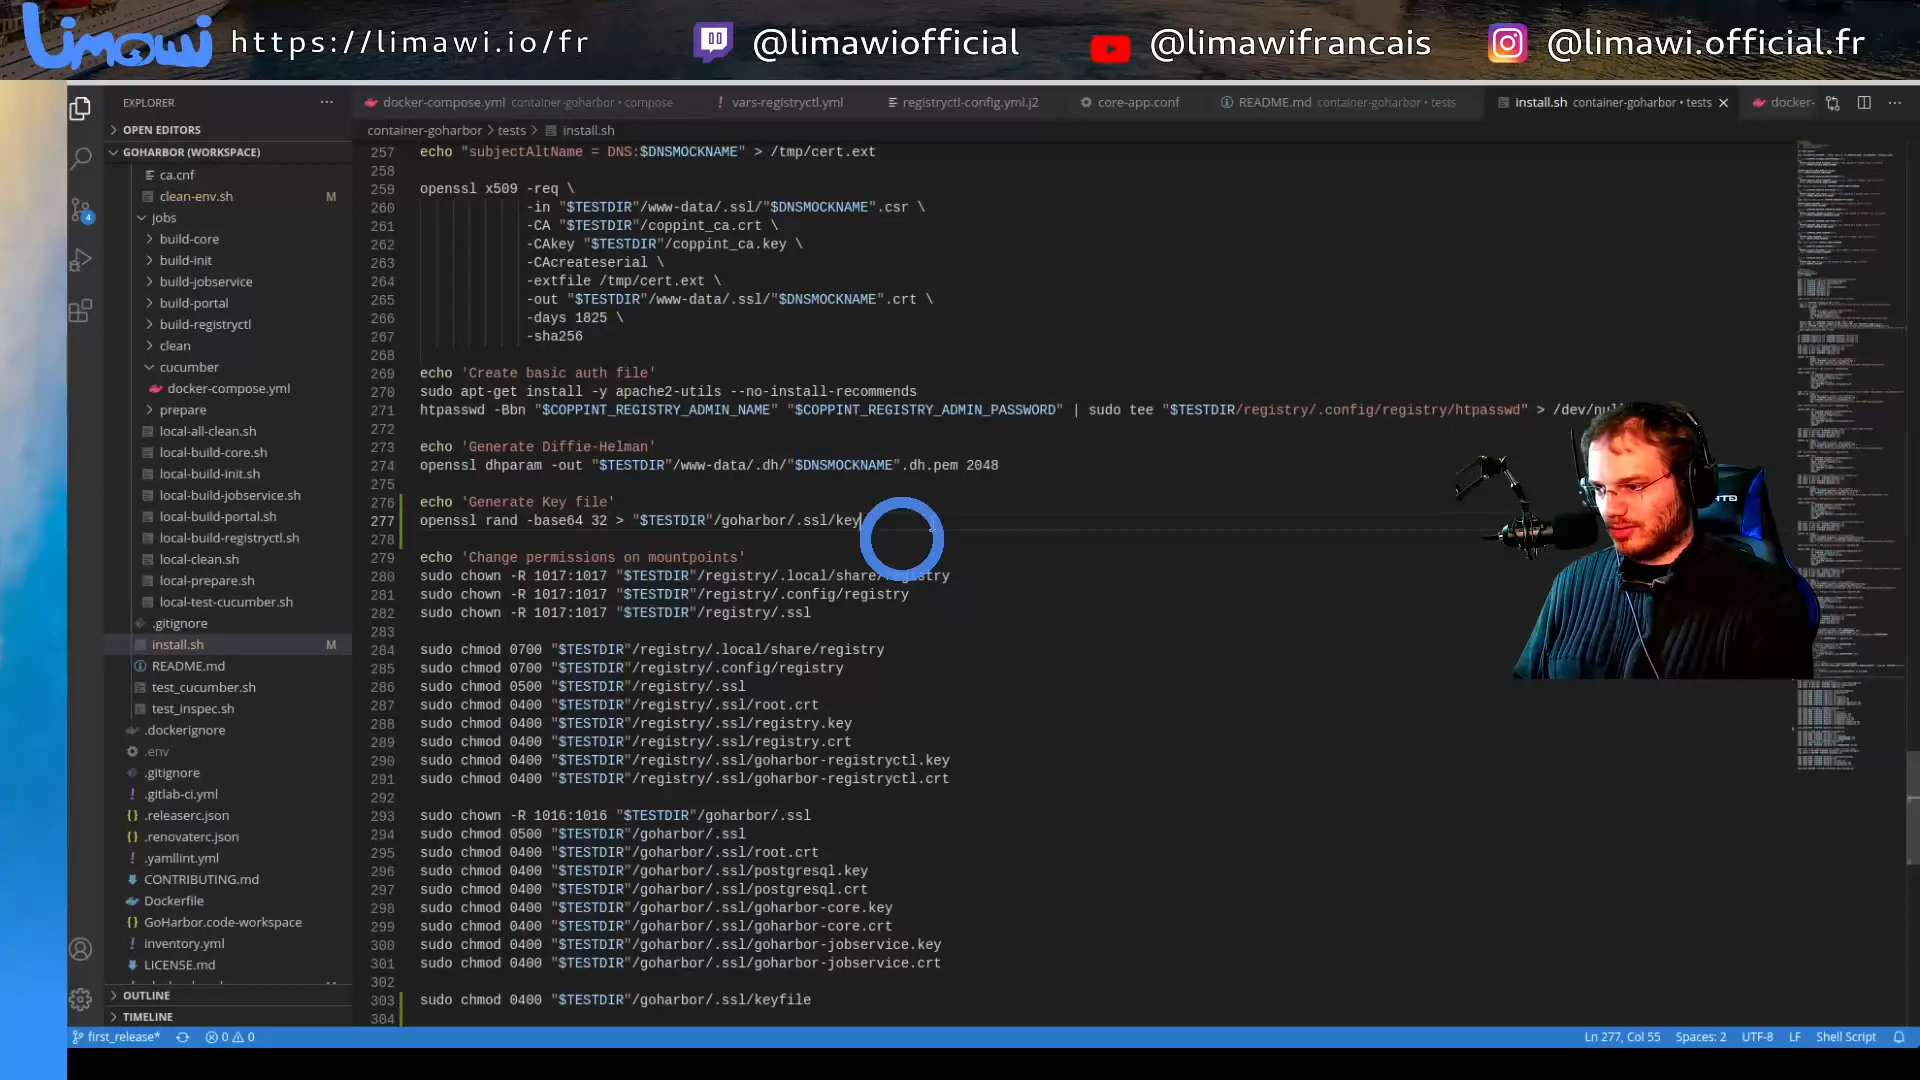 Limawi https://limawi.io/fr @limawiofficial @limawifrancais @limawi.official.fr
EXPLORER
docker-compose.yml container-goharbor • compose
vars-registryctl.yml
registryctl-config.yml.j2
core-app.conf
README.md container-goharbor • tests
install.sh container-goharbor • tests
docker-
OPEN EDITORS
GOHARBOR (WORKSPACE)
ca.cnf
clean-env.sh M
jobs
build-core
build-init
build-jobservice
build-portal
build-registryctl
clean
cucumber
docker-compose.yml
prepare
local-all-clean.sh
local-build-core.sh
local-build-init.sh
local-build-jobservice.sh
local-build-portal.sh
local-build-registryctl.sh
local-clean.sh
local-prepare.sh
local-test-cucumber.sh
.gitignore
install.sh M
README.md
test_cucumber.sh
test_inspec.sh
.dockerignore
.env
.gitignore
.gitlab-ci.yml
.releaserc.json
.renovaterc.json
.yamllint.yml
CONTRIBUTING.md
Dockerfile
GoHarbor.code-workspace
inventory.yml
LICENSE.md
OUTLINE
TIMELINE
4
container-goharbor > tests > install.sh
257 echo "subjectAltName = DNS:$DNSMOCKNAME" > /tmp/cert.ext
258
259 openssl x509 -req \
260 -in "$TESTDIR"/www-data/.ssl/"$DNSMOCKNAME".csr \
261 -CA "$TESTDIR"/coppint_ca.crt \
262 -CAkey "$TESTDIR"/coppint_ca.key \
263 -CAcreateserial \
264 -extfile /tmp/cert.ext \
265 -out "$TESTDIR"/www-data/.ssl/"$DNSMOCKNAME".crt \
266 -days 1825 \
267 -sha256
268
269 echo 'Create basic auth file'
270 sudo apt-get install -y apache2-utils --no-install-recommends
271 htpasswd -Bbn "$COPPINT_REGISTRY_ADMIN_NAME" "$COPPINT_REGISTRY_ADMIN_PASSWORD" | sudo tee "$TESTDIR/registry/.config/registry/htpasswd" > /dev/null
272
273 echo 'Generate Diffie-Helman'
274 openssl dhparam -out "$TESTDIR"/www-data/.dh/"$DNSMOCKNAME".dh.pem 2048
275
276 echo 'Generate Key file'
277 openssl rand -base64 32 > "$TESTDIR"/goharbor/.ssl/key
278
279 echo 'Change permissions on mountpoints'
280 sudo chown -R 1017:1017 "$TESTDIR"/registry/.local/share/registry
281 sudo chown -R 1017:1017 "$TESTDIR"/registry/.config/registry
282 sudo chown -R 1017:1017 "$TESTDIR"/registry/.ssl
283
284 sudo chmod 0700 "$TESTDIR"/registry/.local/share/registry
285 sudo chmod 0700 "$TESTDIR"/registry/.config/registry
286 sudo chmod 0500 "$TESTDIR"/registry/.ssl
287 sudo chmod 0400 "$TESTDIR"/registry/.ssl/root.crt
288 sudo chmod 0400 "$TESTDIR"/registry/.ssl/registry.key
289 sudo chmod 0400 "$TESTDIR"/registry/.ssl/registry.crt
290 sudo chmod 0400 "$TESTDIR"/registry/.ssl/goharbor-registryctl.key
291 sudo chmod 0400 "$TESTDIR"/registry/.ssl/goharbor-registryctl.crt
292
293 sudo chown -R 1016:1016 "$TESTDIR"/goharbor/.ssl
294 sudo chmod 0500 "$TESTDIR"/goharbor/.ssl
295 sudo chmod 0400 "$TESTDIR"/goharbor/.ssl/root.crt
296 sudo chmod 0400 "$TESTDIR"/goharbor/.ssl/postgresql.key
297 sudo chmod 0400 "$TESTDIR"/goharbor/.ssl/postgresql.crt
298 sudo chmod 0400 "$TESTDIR"/goharbor/.ssl/goharbor-core.key
299 sudo chmod 0400 "$TESTDIR"/goharbor/.ssl/goharbor-core.crt
300 sudo chmod 0400 "$TESTDIR"/goharbor/.ssl/goharbor-jobservice.key
301 sudo chmod 0400 "$TESTDIR"/goharbor/.ssl/goharbor-jobservice.crt
302
303 sudo chmod 0400 "$TESTDIR"/goharbor/.ssl/keyfile
304
first_release* 0 0 Ln 277, Col 55 Spaces: 2 UTF-8 LF Shell Script